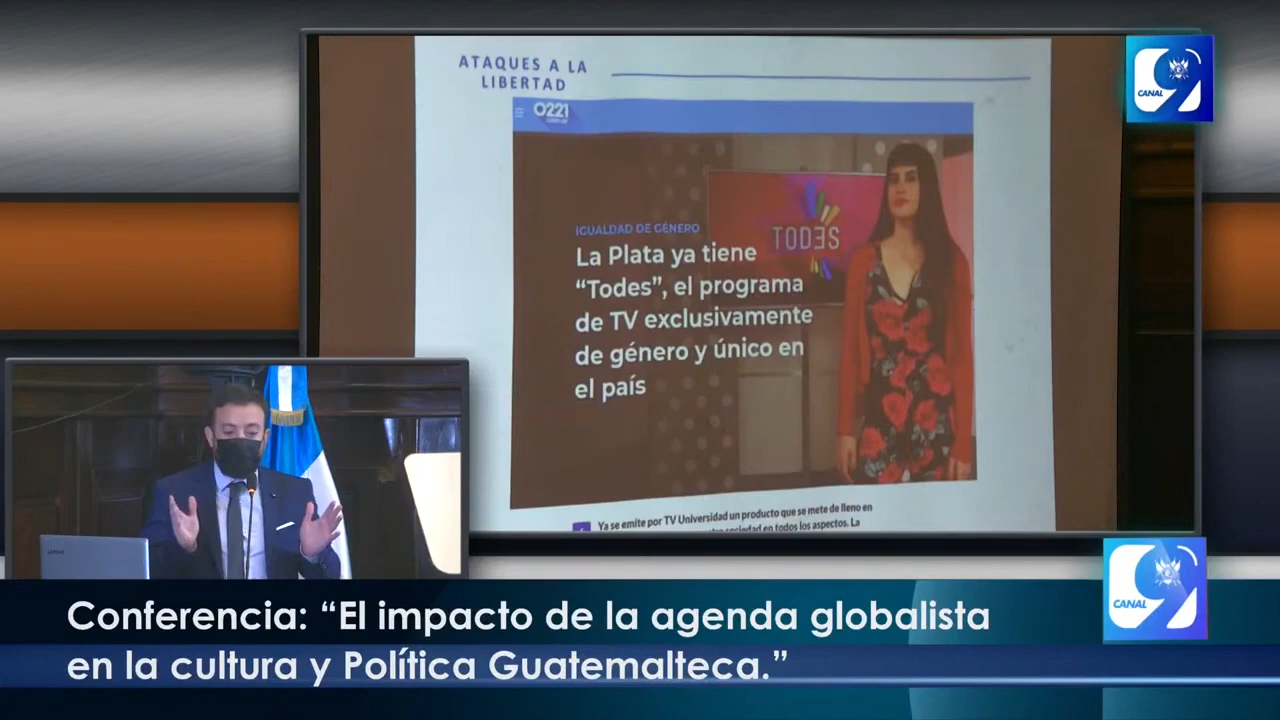 ATAQUES A LA
LIBERTAD
0221
IGUALDAD DE GÉNERO
La Plata ya tiene
“Todes”, el programa
de TV exclusivamente
de género y único en
el país
TODES
Ya se emite por TV Universidad un producto que se mete de lleno en
sociedad en todos los aspectos. La
CANAL 9
Lenovo
Conferencia: “El impacto de la agenda globalista
en la cultura y Política Guatemalteca.”
CANAL 9